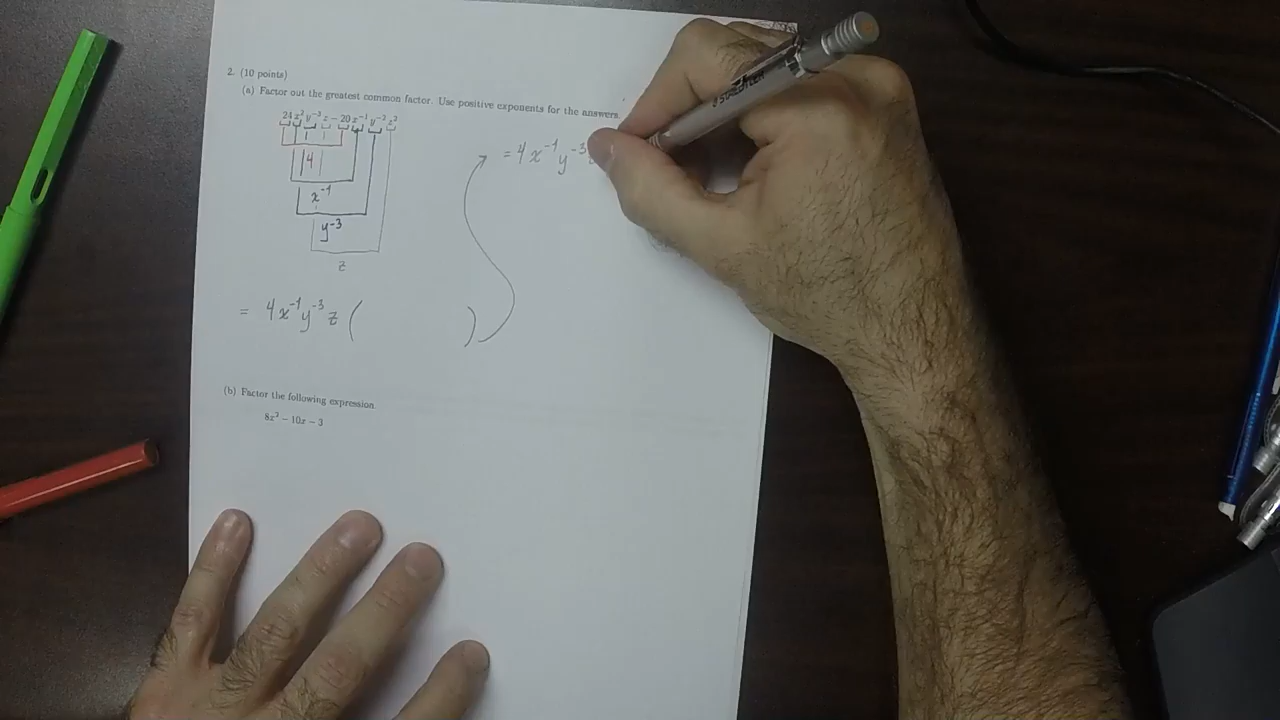 2. (10 points)
(a) Factor out the greatest common factor. Use positive exponents for the answers.
24x²y⁻³z − 20x⁻¹y⁻²z²
4
x⁻¹
y⁻³
z
= 4x⁻¹y⁻³z ( )
= 4x⁻¹y⁻³
(b) Factor the following expression.
8x² − 10x − 3
STAEDTLER